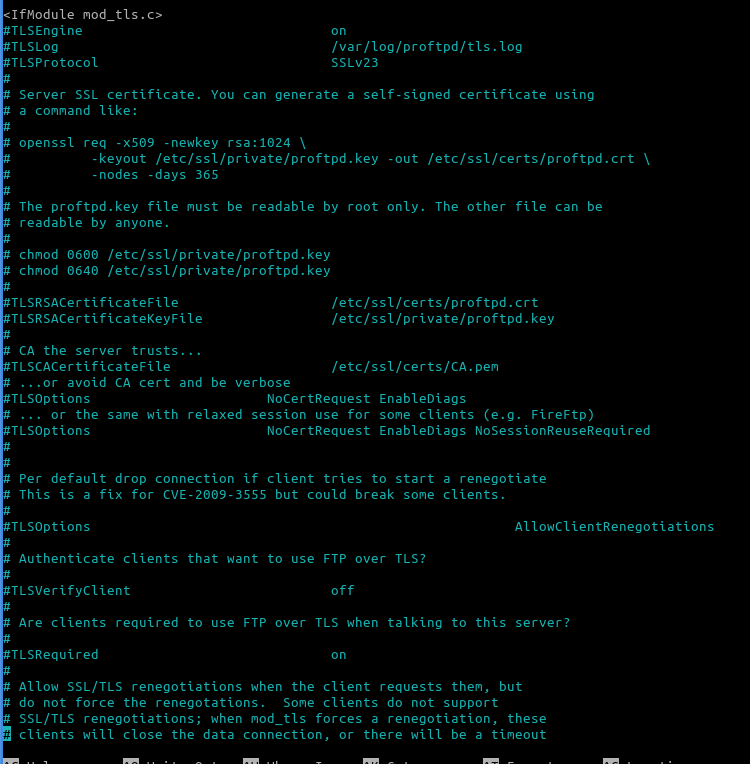 <IfModule mod_tls.c>
#TLSEngine                               on
#TLSLog                                  /var/log/proftpd/tls.log
#TLSProtocol                             SSLv23
#
# Server SSL certificate. You can generate a self-signed certificate using
# a command like:
#
# openssl req -x509 -newkey rsa:1024 \
#          -keyout /etc/ssl/private/proftpd.key -out /etc/ssl/certs/proftpd.crt \
#          -nodes -days 365
#
# The proftpd.key file must be readable by root only. The other file can be
# readable by anyone.
#
# chmod 0600 /etc/ssl/private/proftpd.key
# chmod 0640 /etc/ssl/private/proftpd.key
#
#TLSRSACertificateFile                   /etc/ssl/certs/proftpd.crt
#TLSRSACertificateKeyFile                /etc/ssl/private/proftpd.key
#
# CA the server trusts...
#TLSCACertificateFile                    /etc/ssl/certs/CA.pem
# ...or avoid CA cert and be verbose
#TLSOptions                      NoCertRequest EnableDiags
# ... or the same with relaxed session use for some clients (e.g. FireFtp)
#TLSOptions                      NoCertRequest EnableDiags NoSessionReuseRequired
#
#
# Per default drop connection if client tries to start a renegotiate
# This is a fix for CVE-2009-3555 but could break some clients.
#
#TLSOptions                                                     AllowClientRenegotiations
#
# Authenticate clients that want to use FTP over TLS?
#
#TLSVerifyClient                         off
#
# Are clients required to use FTP over TLS when talking to this server?
#
#TLSRequired                             on
#
# Allow SSL/TLS renegotiations when the client requests them, but
# do not force the renegotations.  Some clients do not support
# SSL/TLS renegotiations; when mod_tls forces a renegotiation, these
# clients will close the data connection, or there will be a timeout